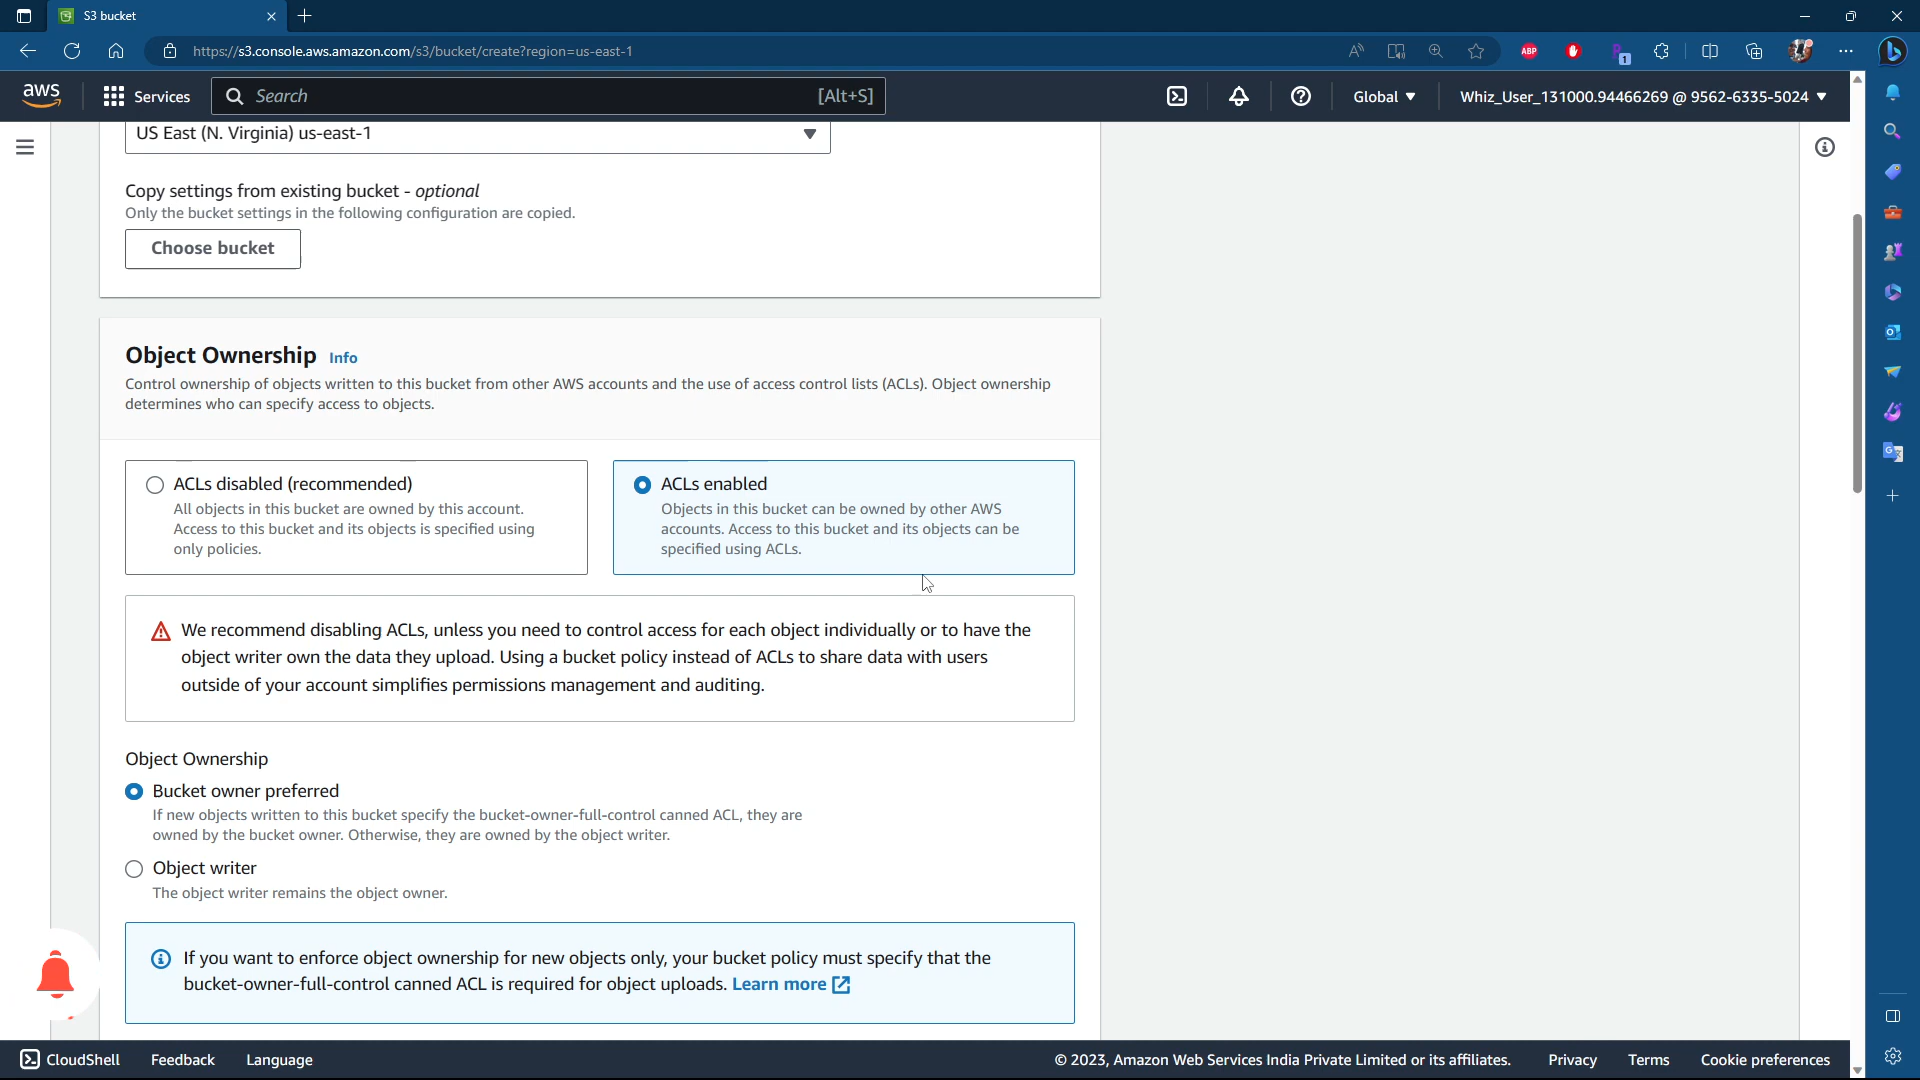 S3 bucket
https://s3.console.aws.amazon.com/s3/bucket/create?region=us-east-1
ABP
1
aws
Services
Search
[Alt+S]
Global
Whiz_User_131000.94466269 @ 9562-6335-5024
US East (N. Virginia) us-east-1
Copy settings from existing bucket - optional
Only the bucket settings in the following configuration are copied.
Choose bucket
Object Ownership Info
Control ownership of objects written to this bucket from other AWS accounts and the use of access control lists (ACLs). Object ownership
determines who can specify access to objects.
ACLs disabled (recommended)
All objects in this bucket are owned by this account.
Access to this bucket and its objects is specified using
only policies.
ACLs enabled
Objects in this bucket can be owned by other AWS
accounts. Access to this bucket and its objects can be
specified using ACLs.
We recommend disabling ACLs, unless you need to control access for each object individually or to have the
object writer own the data they upload. Using a bucket policy instead of ACLs to share data with users
outside of your account simplifies permissions management and auditing.
Object Ownership
Bucket owner preferred
If new objects written to this bucket specify the bucket-owner-full-control canned ACL, they are
owned by the bucket owner. Otherwise, they are owned by the object writer.
Object writer
The object writer remains the object owner.
If you want to enforce object ownership for new objects only, your bucket policy must specify that the
bucket-owner-full-control canned ACL is required for object uploads. Learn more
CloudShell
Feedback
Language
© 2023, Amazon Web Services India Private Limited or its affiliates.
Privacy
Terms
Cookie preferences